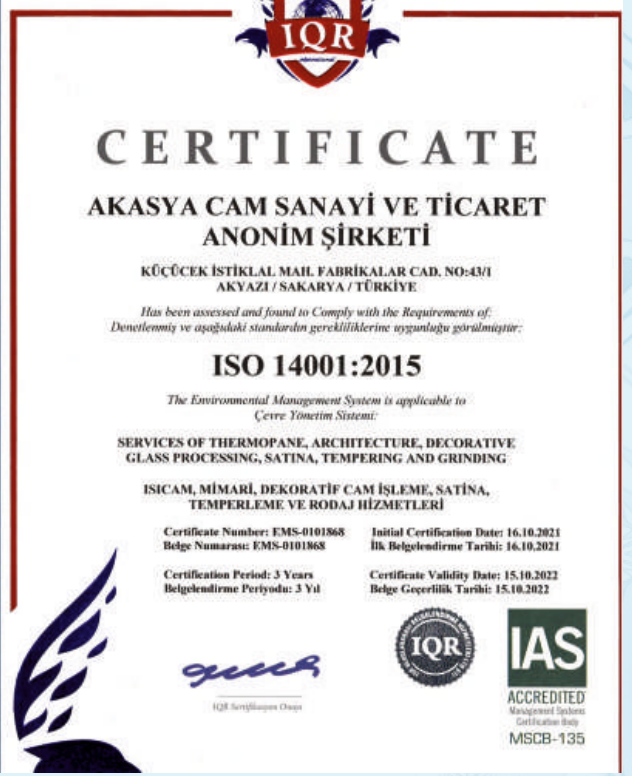 IQR
international
CERTIFICATE
AKASYA CAM SANAYİ VE TİCARET
ANONİM ŞİRKETİ
KÜÇÜCEK İSTİKLAL MAH. FABRİKALAR CAD. NO:43/1
AKYAZI / SAKARYA / TÜRKİYE
Has been assessed and found to Comply with the Requirements of:
Denetlenmiş ve aşağıdaki standardın gerekliliklerine uygunluğu görülmüştür:
ISO 14001:2015
The Environmental Management System is applicable to
Çevre Yönetim Sistemi:
SERVICES OF THERMOPANE, ARCHITECTURE, DECORATIVE
GLASS PROCESSING, SATINA, TEMPERING AND GRINDING
ISICAM, MİMARİ, DEKORATİF CAM İŞLEME, SATİNA,
TEMPERLEME VE RODAJ HİZMETLERİ
Certificate Number: EMS-0101868
Belge Numarası: EMS-0101868
Initial Certification Date: 16.10.2021
İlk Belgelendirme Tarihi: 16.10.2021
Certification Period: 3 Years
Belgelendirme Periyodu: 3 Yıl
Certificate Validity Date: 15.10.2022
Belge Geçerlilik Tarihi: 15.10.2022
IQR Sertifikasyon Onayı
IQR
IAS
ACCREDITED
Management Systems
Certification Body
MSCB-135